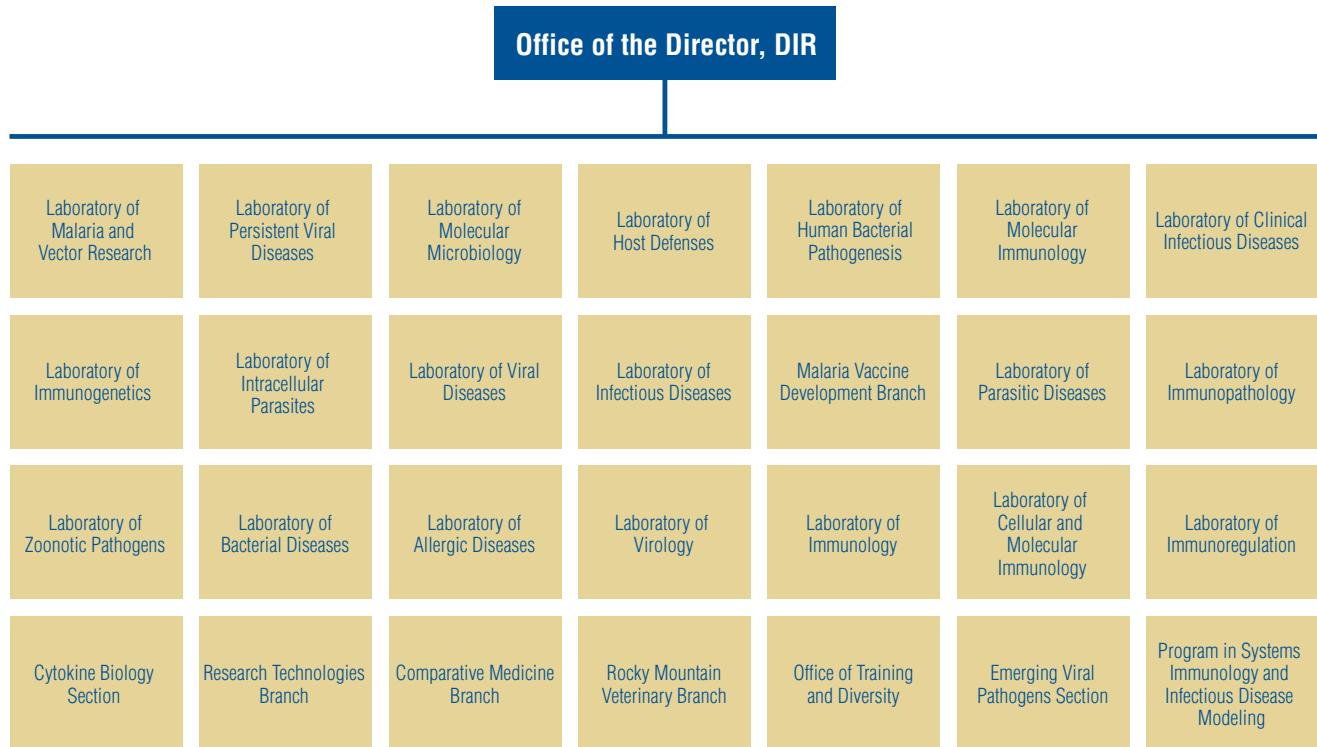 Office of the Director, DIR
Laboratory of
Malaria and
Vector Research
Laboratory of
Persistent Viral
Diseases
Laboratory of
Molecular
Microbiology
Laboratory of
Host Defenses
Laboratory of
Human Bacterial
Pathogenesis
Laboratory of
Molecular
Immunology
Laboratory of Clinical
Infectious Diseases
Laboratory of
Immunogenetics
Laboratory of
Intracellular
Parasites
Laboratory of Viral
Diseases
Laboratory of
Infectious Diseases
Malaria Vaccine
Development Branch
Laboratory of
Parasitic Diseases
Laboratory of
Immunopathology
Laboratory of
Zoonotic Pathogens
Laboratory of
Bacterial Diseases
Laboratory of
Allergic Diseases
Laboratory of
Virology
Laboratory of
Immunology
Laboratory of
Cellular and
Molecular
Immunology
Laboratory of
Immunoregulation
Cytokine Biology
Section
Research Technologies
Branch
Comparative Medicine
Branch
Rocky Mountain
Veterinary Branch
Office of Training
and Diversity
Emerging Viral
Pathogens Section
Program in Systems
Immunology and
Infectious Disease
Modeling